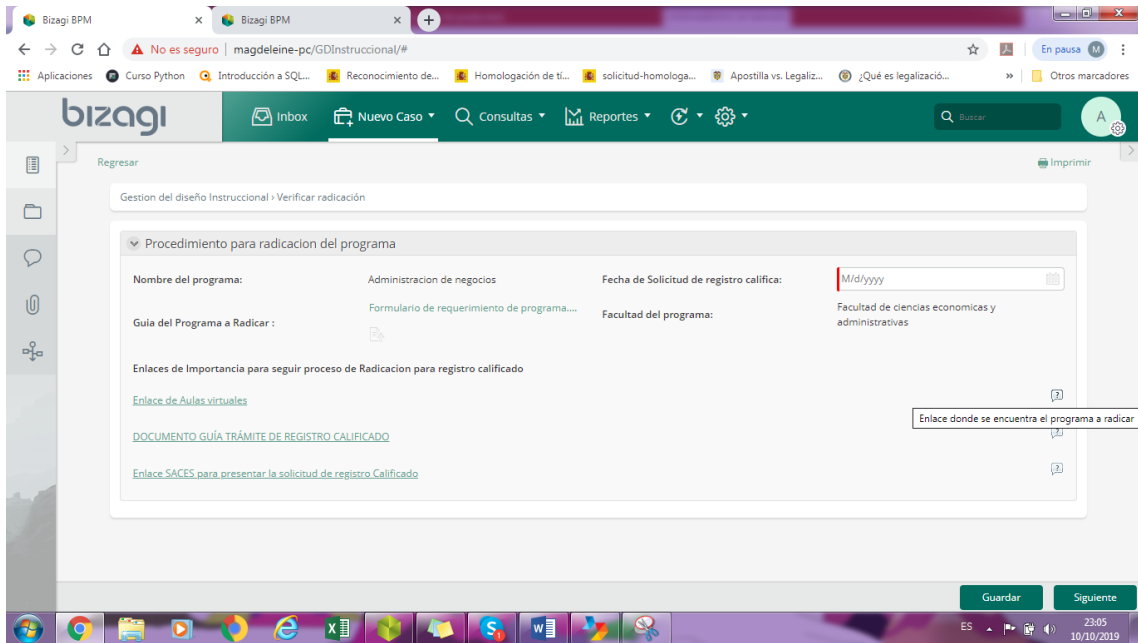 Bizagi BPM
Bizagi BPM
No es seguro | magdeleine-pc/GDInstruccional/#
En pausa M
Aplicaciones
Curso Python
Introducción a SQL...
Reconocimiento de...
Homologación de tí...
solicitud-homologa...
Apostilla vs. Legaliz...
¿Qué es legalizació...
»
Otros marcadores
bizagi
Inbox
Nuevo Caso
Consultas
Reportes
Buscar
A
Regresar
Imprimir
Gestion del diseño Instruccional › Verificar radicación
Procedimiento para radicacion del programa
Nombre del programa:
Administracion de negocios
Fecha de Solicitud de registro califica:
M/d/yyyy
Guia del Programa a Radicar :
Formulario de requerimiento de programa....
Facultad del programa:
Facultad de ciencias economicas y
administrativas
Enlaces de Importancia para seguir proceso de Radicacion para registro calificado
Enlace de Aulas virtuales
Enlace donde se encuentra el programa a radicar
DOCUMENTO GUÍA TRÁMITE DE REGISTRO CALIFICADO
Enlace SACES para presentar la solicitud de registro Calificado
Guardar
Siguiente
ES
23:05
10/10/2019